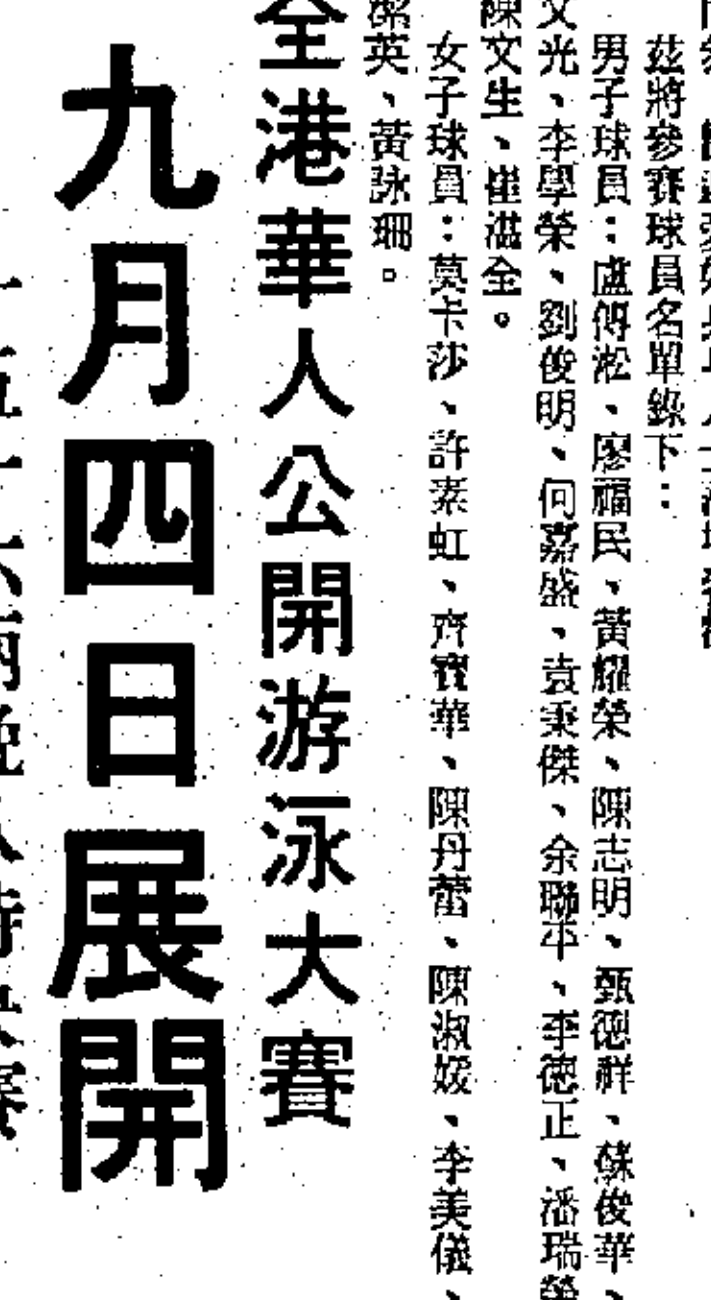 茲將參賽球員名單錄下：
男子球員：盧傅淞、廖福民、黃耀榮、陳志明、甄德祥、蘇俊華、
文光、李學榮、劉俊明、何嘉盛、袁秉傑、余聯平、李德正、潘瑞榮
陳文生、崔湛全。
女子球員：莫卡莎、許素虹、齊寶華、陳丹蕾、陳淑媛、李美儀、
潔英、黃詠珊。
全港華人公開游泳大賽
九月四日展開